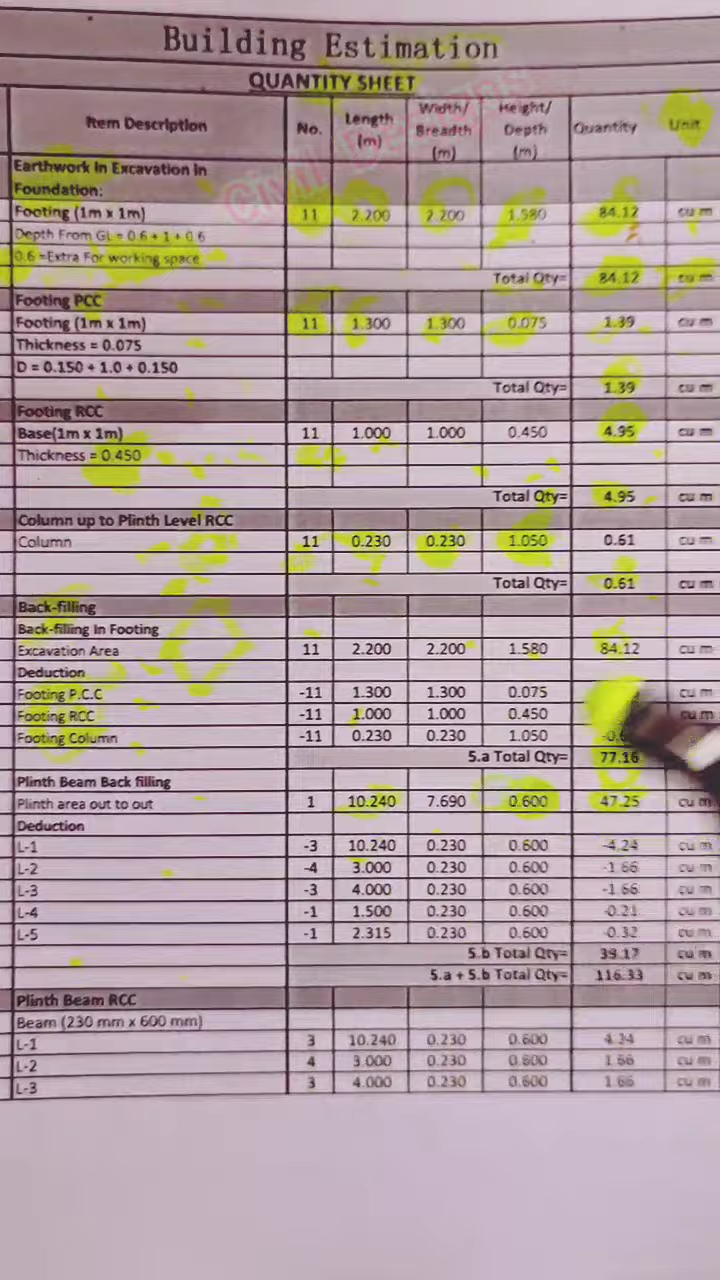 Building Estimation
QUANTITY SHEET
Item Description No. Length (m) Width/ Breadth (m) Height/ Depth (m) Quantity Unit
Earthwork In Excavation In Foundation:
Footing (1m x 1m) 11 2.200 2.200 1.580 84.12 cu m
Depth From GL = 0.6 + 1 + 0.6
0.6 =Extra For working space
Total Qty= 84.12 cu m
Footing PCC
Footing (1m x 1m) 11 1.300 1.300 0.075 1.39 cu m
Thickness = 0.075
D = 0.150 + 1.0 + 0.150
Total Qty= 1.39 cu m
Footing RCC
Base(1m x 1m) 11 1.000 1.000 0.450 4.95 cu m
Thickness = 0.450
Total Qty= 4.95 cu m
Column up to Plinth Level RCC
Column 11 0.230 0.230 1.050 0.61 cu m
Total Qty= 0.61 cu m
Back-filling
Back-filling In Footing
Excavation Area 11 2.200 2.200 1.580 84.12 cu m
Deduction
Footing P.C.C -11 1.300 1.300 0.075 cu m
Footing RCC -11 1.000 1.000 0.450 cu m
Footing Column -11 0.230 0.230 1.050
5.a Total Qty= 77.16
Plinth Beam Back filling
Plinth area out to out 1 10.240 7.690 0.600 47.25 cu m
Deduction
L-1 -3 10.240 0.230 0.600 -4.24 cu m
L-2 -4 3.000 0.230 0.600 -1.66 cu m
L-3 -3 4.000 0.230 0.600 -1.66 cu m
L-4 -1 1.500 0.230 0.600 -0.21 cu m
L-5 -1 2.315 0.230 0.600 -0.32 cu m
5.b Total Qty= 39.17 cu m
5.a + 5.b Total Qty= 116.33 cu m
Plinth Beam RCC
Beam (230 mm x 600 mm)
L-1 3 10.240 0.230 0.600 4.24 cu m
L-2 4 3.000 0.230 0.600 1.66 cu m
L-3 3 4.000 0.230 0.600 1.66 cu m